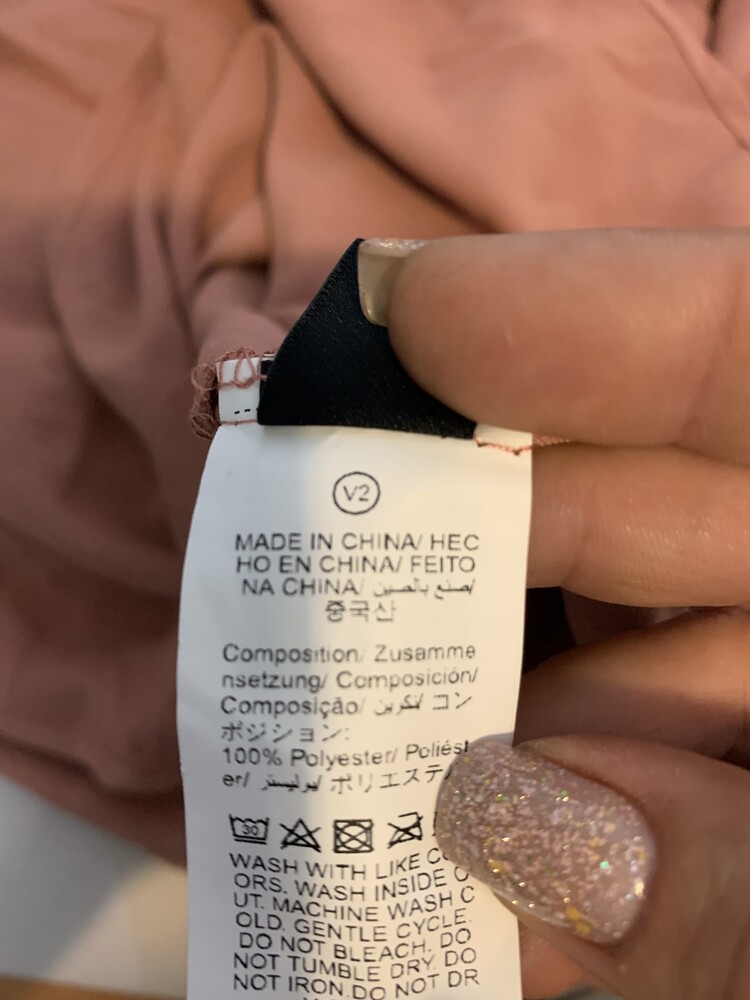 V2
MADE IN CHINA/ HEC
HO EN CHINA/ FEITO
NA CHINA/ صنع بالصين/
중국산
Composition/ Zusamme
nsetzung/ Composición/
Composição/ تكوين/ コン
ポジション:
100% Polyester/ Poliést
er/ بوليستر/ ポリエステ
30
WASH WITH LIKE CO
ORS. WASH INSIDE O
UT. MACHINE WASH C
OLD. GENTLE CYCLE.
DO NOT BLEACH. DO
NOT TUMBLE DRY. DO
NOT IRON.DO NOT DR